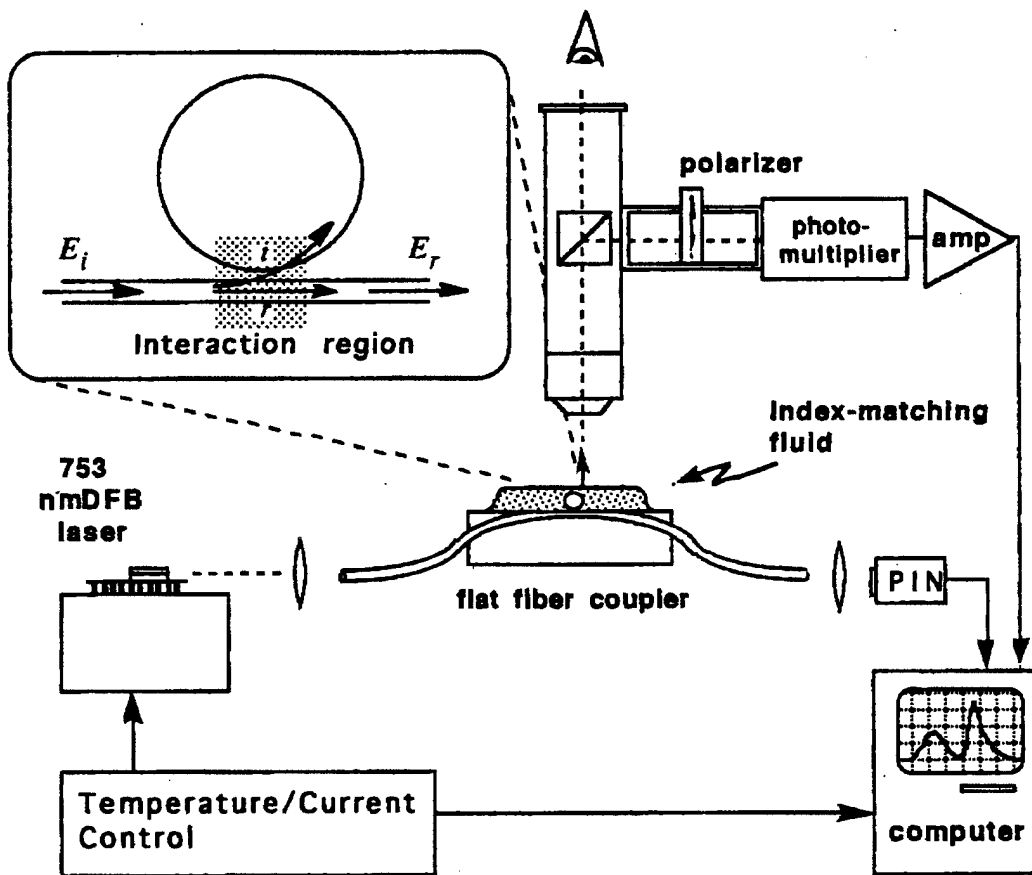 polarizer
photo-
multiplier
amp
E_i
E_r
t
r
Interaction region
Index-matching
fluid
753
nmDFB
laser
flat fiber coupler
PIN
Temperature/Current
Control
computer